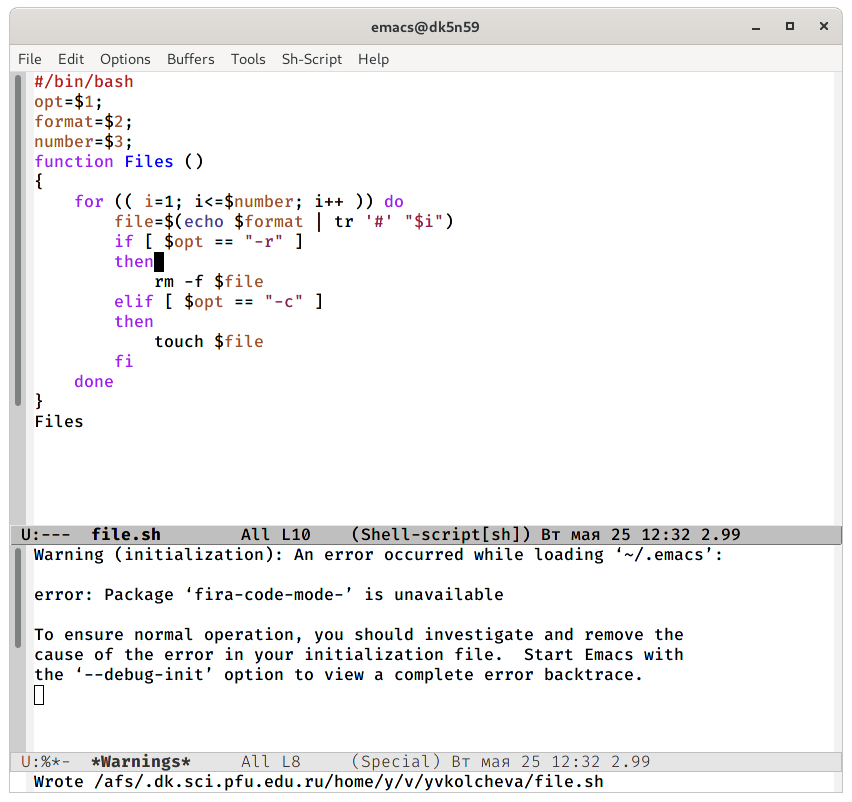 emacs@dk5n59
File Edit Options Buffers Tools Sh-Script Help
#/bin/bash
opt=$1;
format=$2;
number=$3;
function Files ()
{
    for (( i=1; i<=$number; i++ )) do
        file=$(echo $format | tr '#' "$i")
        if [ $opt == "-r" ]
        then
            rm -f $file
        elif [ $opt == "-c" ]
        then
            touch $file
        fi
    done
}
Files
U:---  file.sh        All L10    (Shell-script[sh]) Вт мая 25 12:32 2.99
Warning (initialization): An error occurred while loading ‘~/.emacs’:
error: Package ‘fira-code-mode-’ is unavailable
To ensure normal operation, you should investigate and remove the
cause of the error in your initialization file.  Start Emacs with
the ‘--debug-init’ option to view a complete error backtrace.
U:%*-  *Warnings*     All L8     (Special) Вт мая 25 12:32 2.99
Wrote /afs/.dk.sci.pfu.edu.ru/home/y/v/yvkolcheva/file.sh